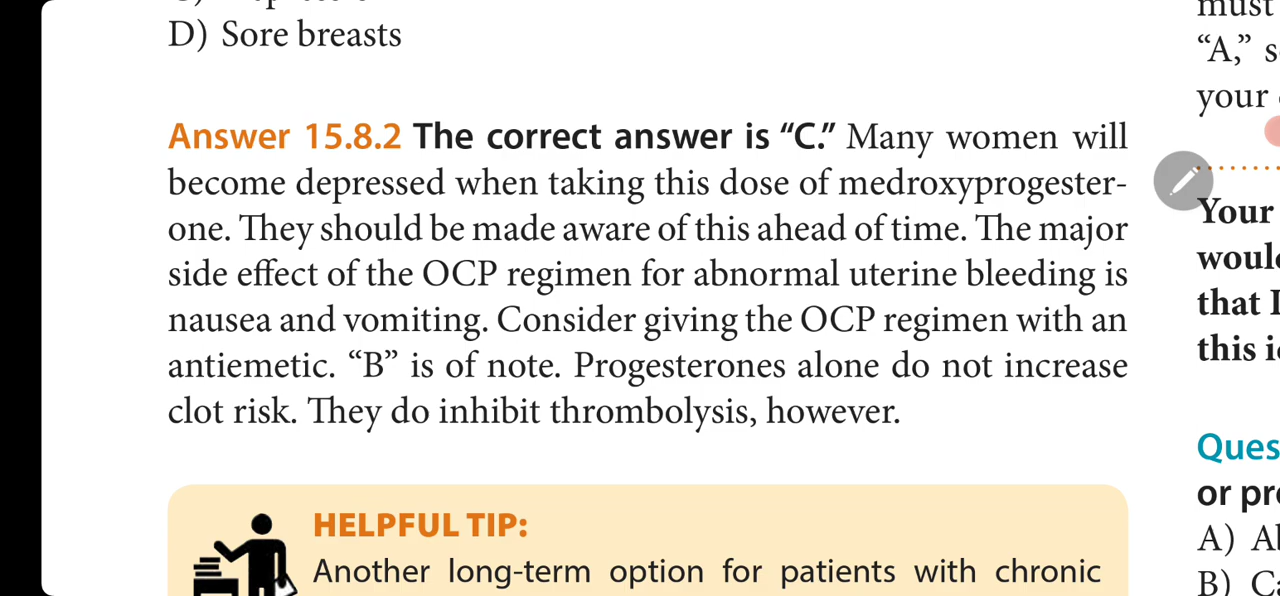 D) Sore breasts
Answer 15.8.2 The correct answer is “C.” Many women will
become depressed when taking this dose of medroxyprogester-
one. They should be made aware of this ahead of time. The major
side effect of the OCP regimen for abnormal uterine bleeding is
nausea and vomiting. Consider giving the OCP regimen with an
antiemetic. “B” is of note. Progesterones alone do not increase
clot risk. They do inhibit thrombolysis, however.
HELPFUL TIP:
Another long-term option for patients with chronic
must
“A,”
your
Your
that I
this
or
A)
B)